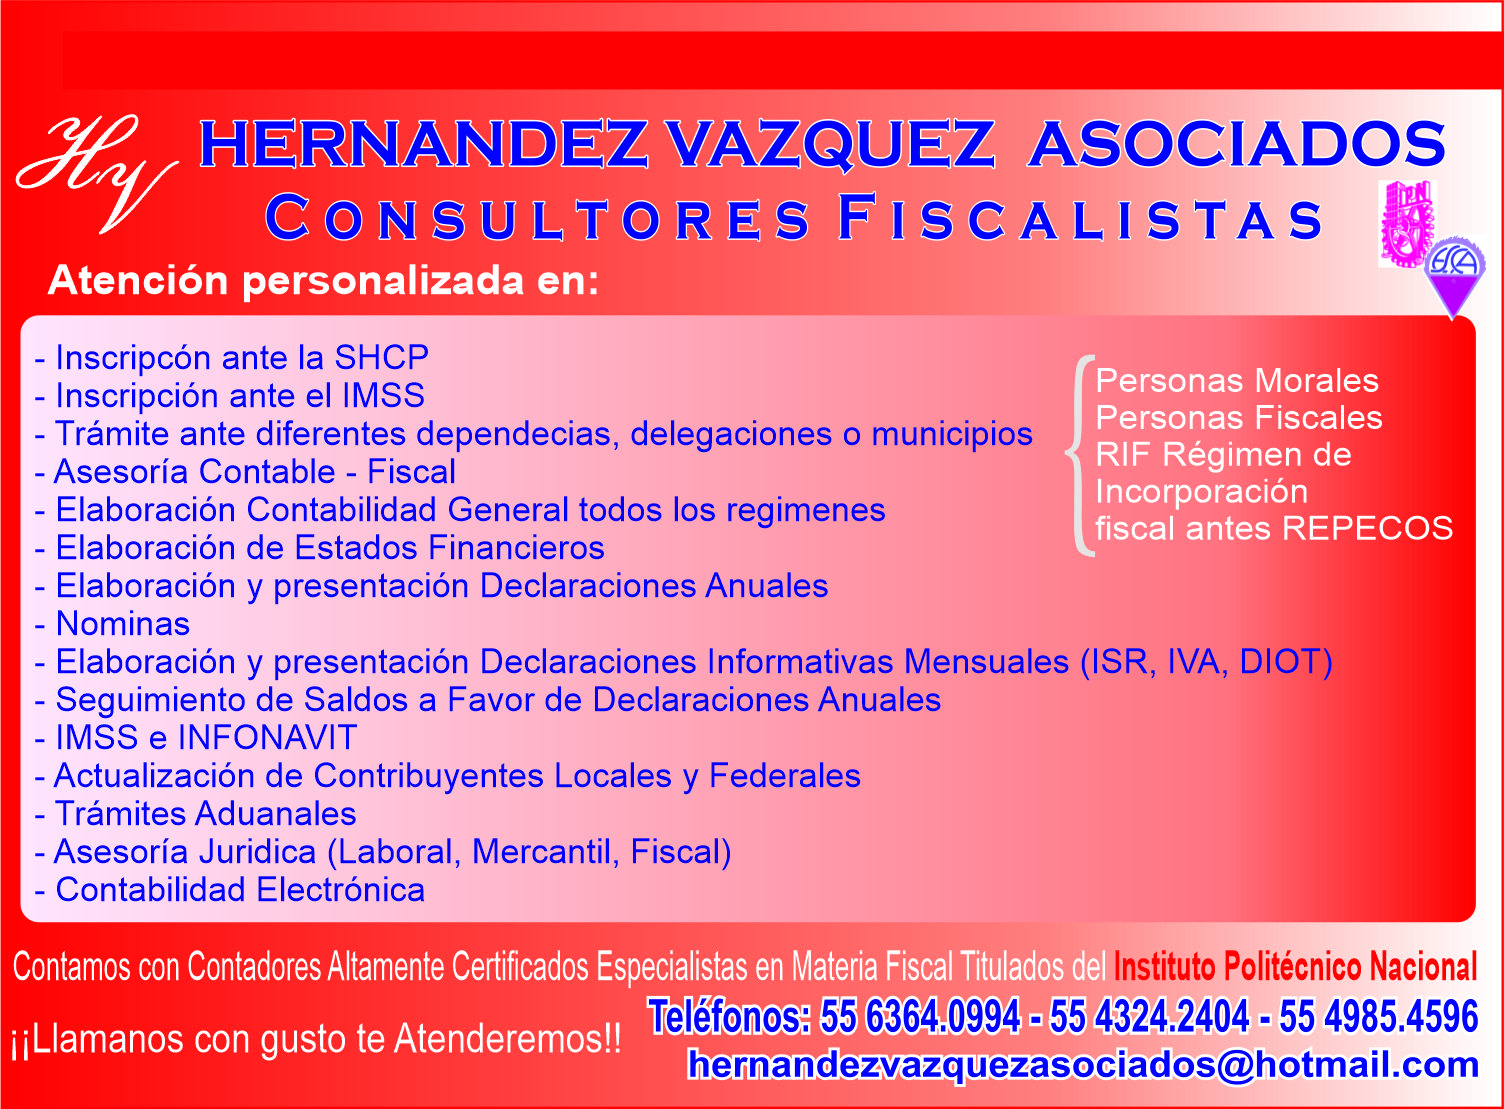 Hy
HERNANDEZ VAZQUEZ ASOCIADOS
CONSULTORES FISCALISTAS
IPN
ESCA
Atención personalizada en:
- Inscripcón ante la SHCP
- Inscripción ante el IMSS
- Trámite ante diferentes dependecias, delegaciones o municipios
- Asesoría Contable - Fiscal
- Elaboración Contabilidad General todos los regimenes
- Elaboración de Estados Financieros
- Elaboración y presentación Declaraciones Anuales
- Nominas
- Elaboración y presentación Declaraciones Informativas Mensuales (ISR, IVA, DIOT)
- Seguimiento de Saldos a Favor de Declaraciones Anuales
- IMSS e INFONAVIT
- Actualización de Contribuyentes Locales y Federales
- Trámites Aduanales
- Asesoría Juridica (Laboral, Mercantil, Fiscal)
- Contabilidad Electrónica
Personas Morales
Personas Fiscales
RIF Régimen de
Incorporación
fiscal antes REPECOS
Contamos con Contadores Altamente Certificados Especialistas en Materia Fiscal Titulados del Instituto Politécnico Nacional
¡¡Llamanos con gusto te Atenderemos!!
Teléfonos: 55 6364.0994 - 55 4324.2404 - 55 4985.4596
hernandezvazquezasociados@hotmail.com